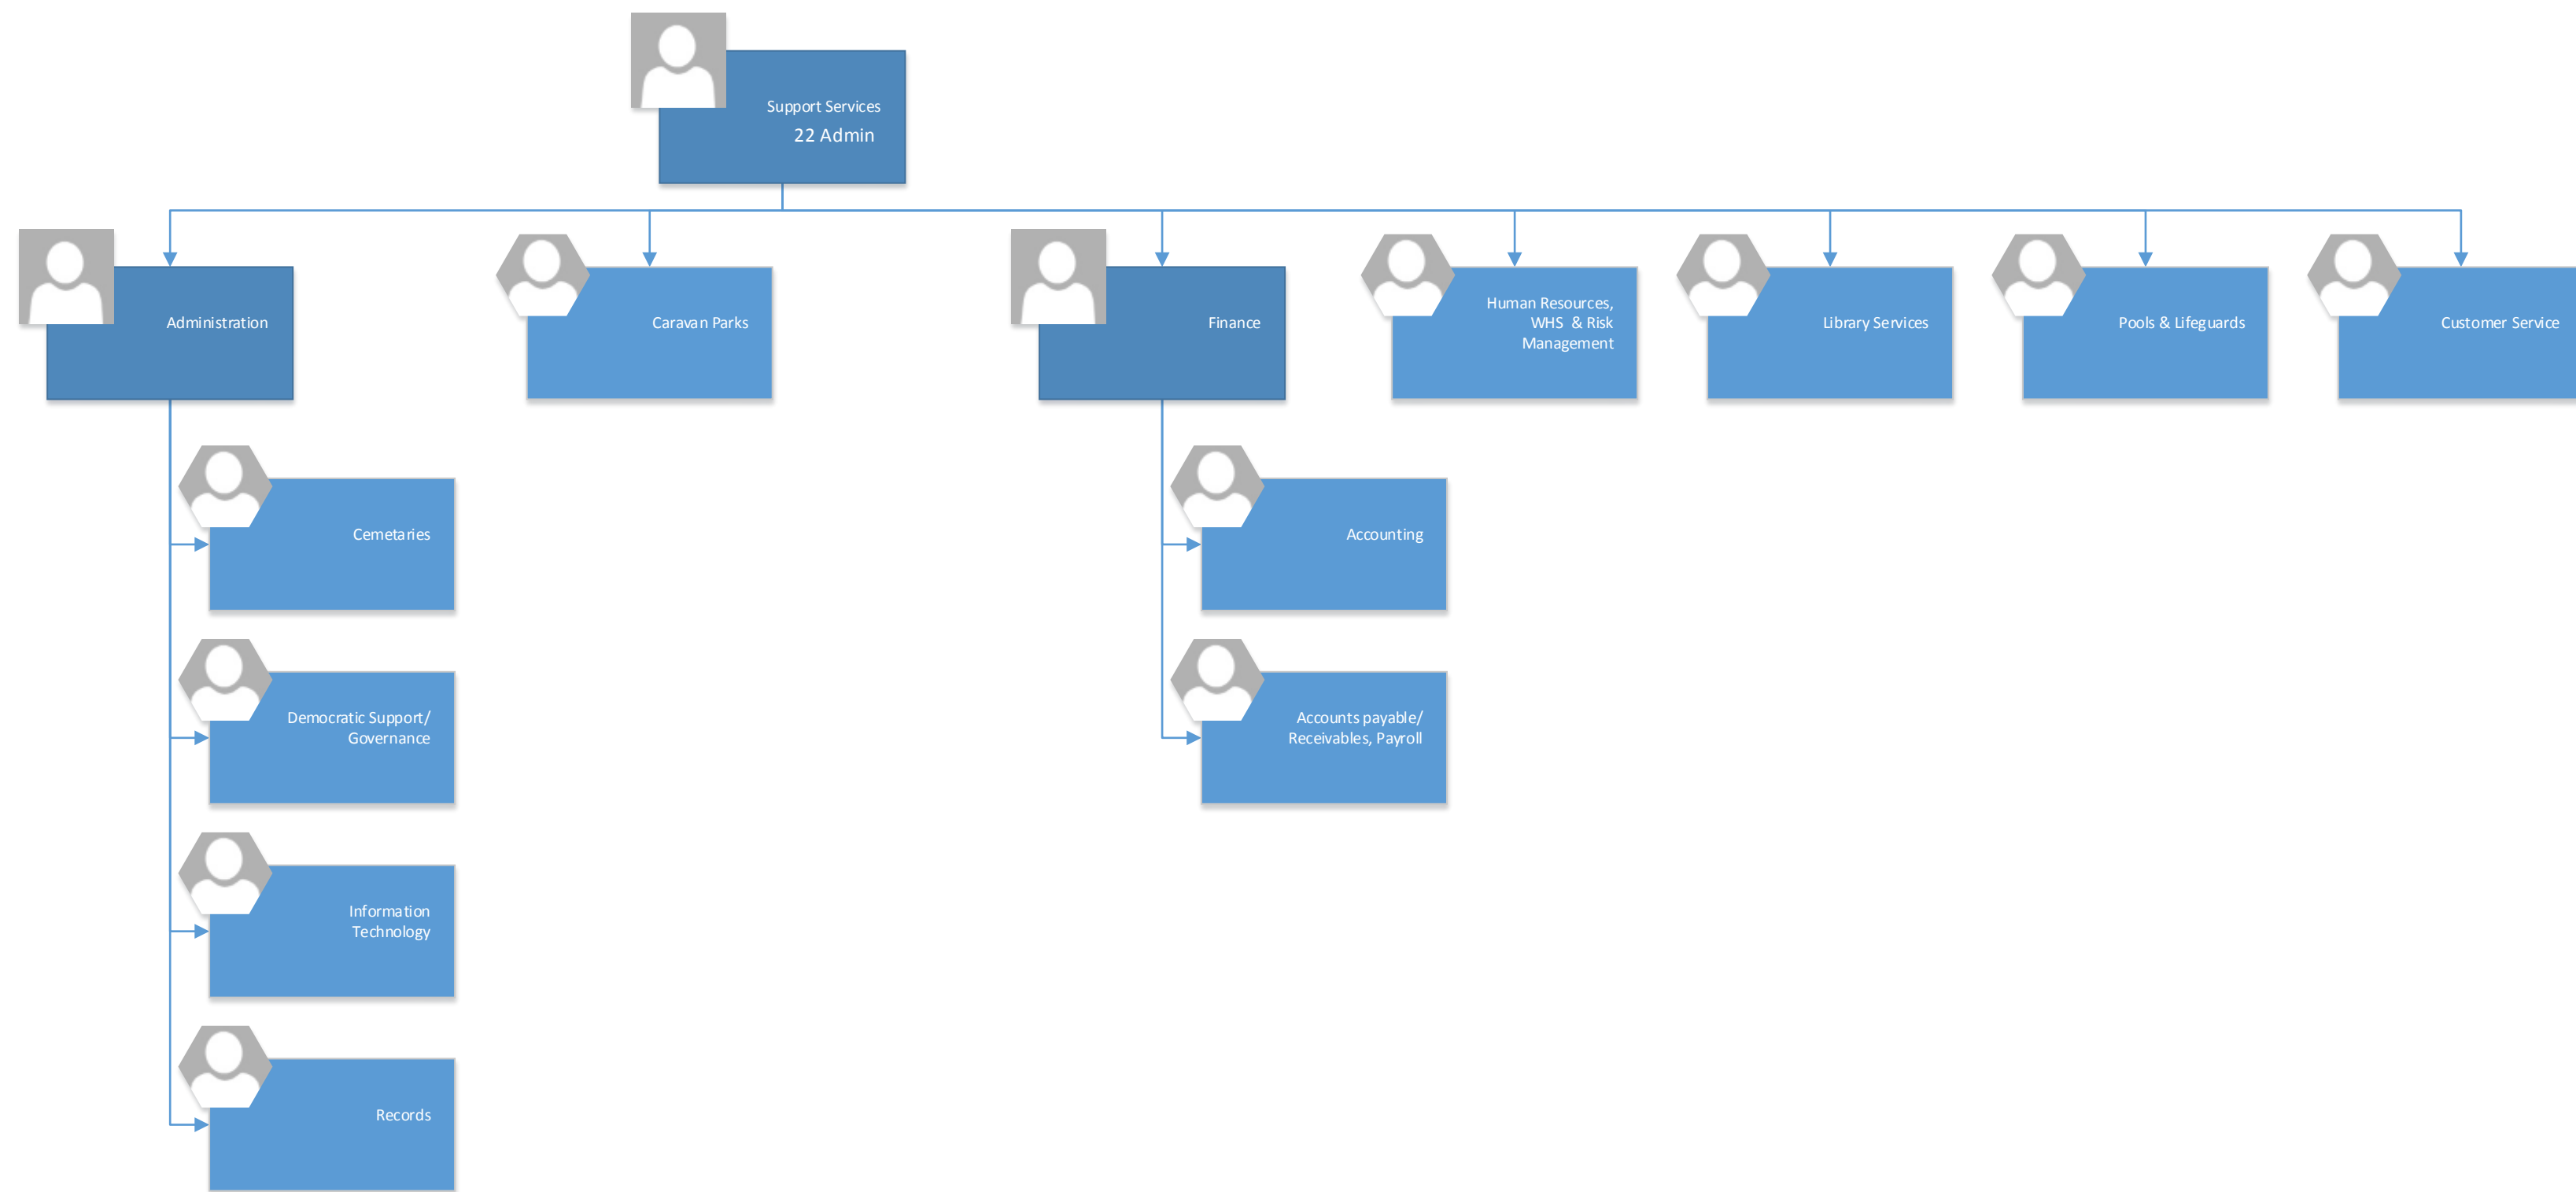 Support Services
22 Admin
Administration
Caravan Parks
Finance
Human Resources,
WHS & Risk
Management
Library Services
Pools & Lifeguards
Customer Service
Cemetaries
Democratic Support/
Governance
Information
Technology
Records
Accounting
Accounts payable/
Receivables, Payroll